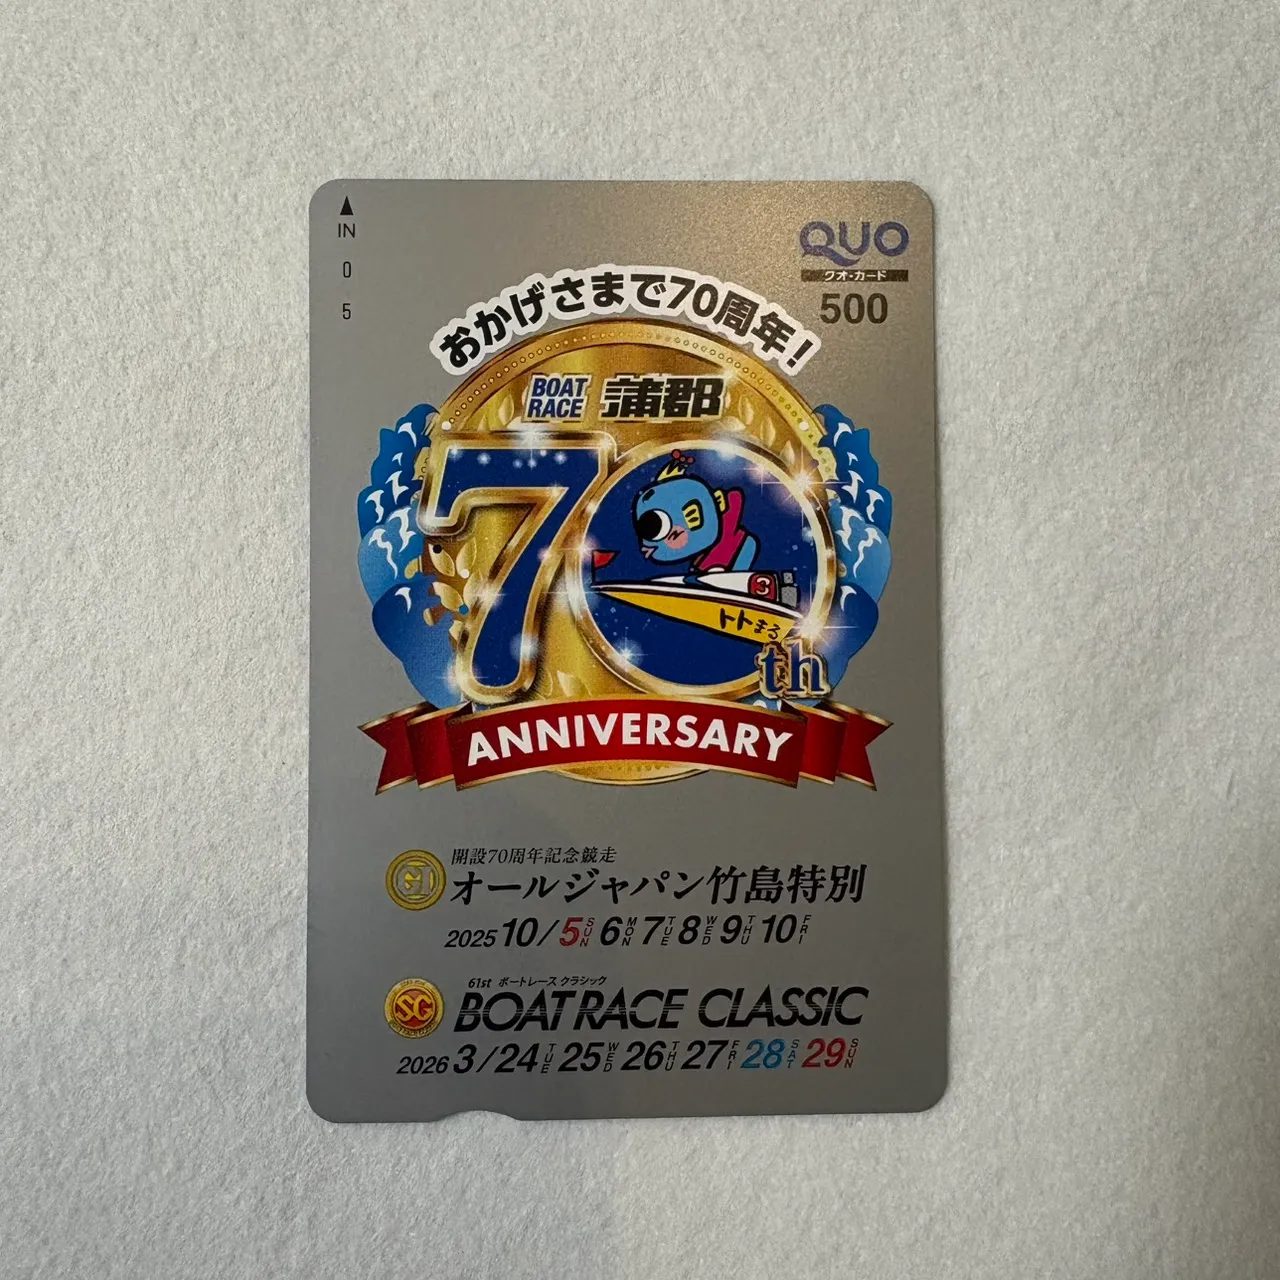 IN
0
5
QUO
クオ・カード
500
おかげさまで70周年!
BOAT RACE 蒲郡
70th
3
トトまる
ANNIVERSARY
GI
開設70周年記念競走
オールジャパン竹島特別
2025 10/5 SUN 6 MON 7 TUE 8 WED 9 THU 10 FRI
SG
61st ボートレース クラシック
BOAT RACE CLASSIC
2026 3/24 TUE 25 WED 26 THU 27 FRI 28 SAT 29 SUN